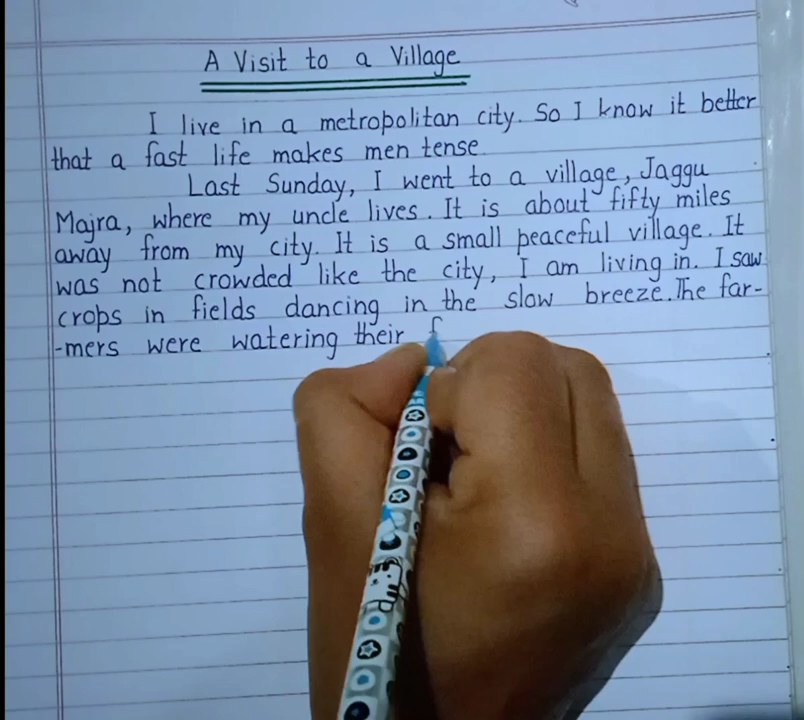 A Visit to a Village
I live in a metropolitan city. So I know it better
that a fast life makes men tense
Last Sunday, I went to a village, Jaggu
Majra, where my uncle lives. It is about fifty miles
away from my city. It is a small peaceful village. It
was not crowded like the city, I am living in. I saw
crops in fields dancing in the slow breeze. The far-
-mers were watering their f